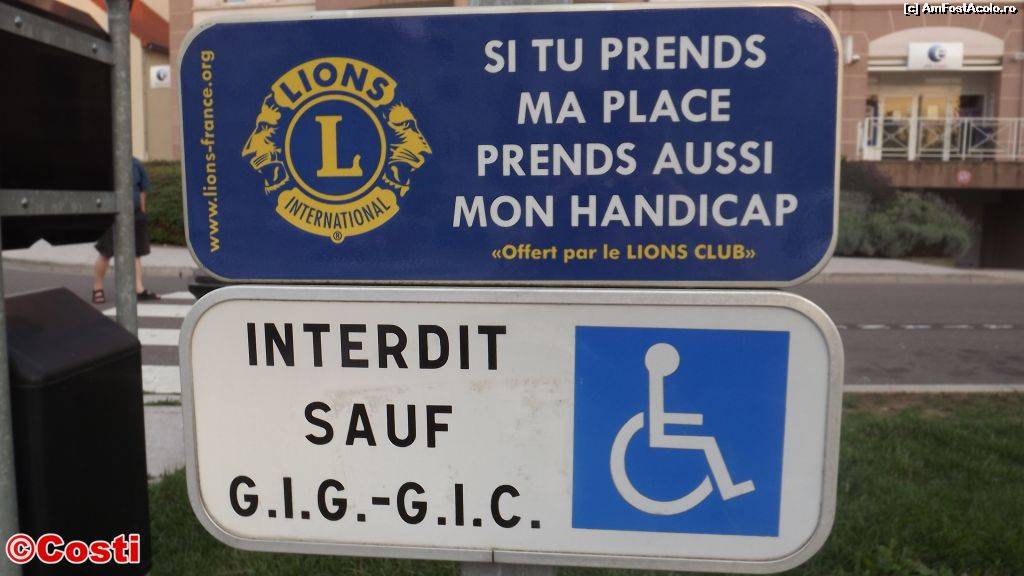 [c] AmFostAcolo.ro
www.lions-france.org
LIONS
L
INTERNATIONAL
®
SI TU PRENDS
MA PLACE
PRENDS AUSSI
MON HANDICAP
«Offert par le LIONS CLUB»
INTERDIT
SAUF
G.I.G.-G.I.C.
©Costi